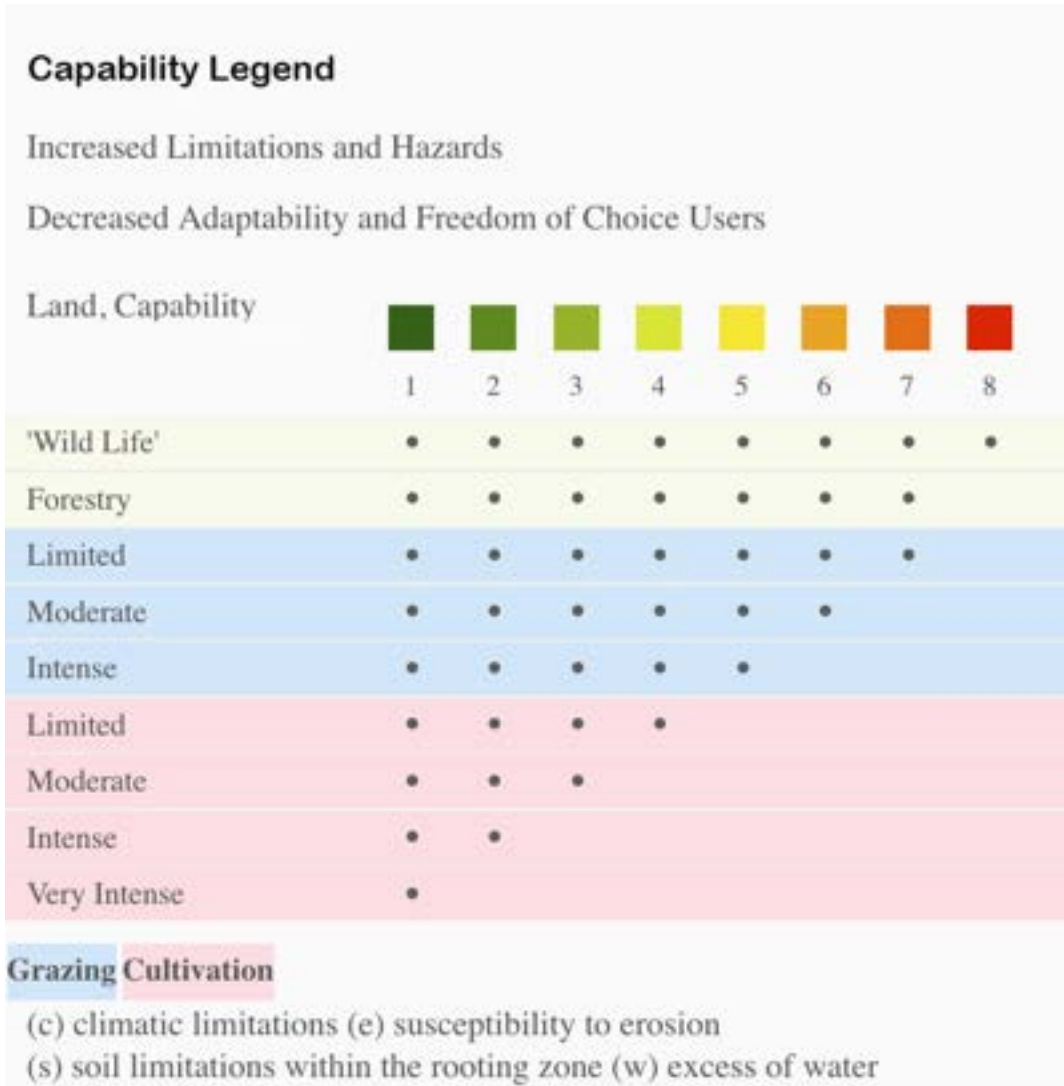 Capability Legend
Increased Limitations and Hazards
Decreased Adaptability and Freedom of Choice Users
Land, Capability
1 2 3 4 5 6 7 8
'Wild Life' • • • • • • • •
Forestry • • • • • • •
Limited • • • • • • •
Moderate • • • • • •
Intense • • • • •
Limited • • • •
Moderate • • •
Intense • •
Very Intense •
Grazing Cultivation
(c) climatic limitations (e) susceptibility to erosion
(s) soil limitations within the rooting zone (w) excess of water